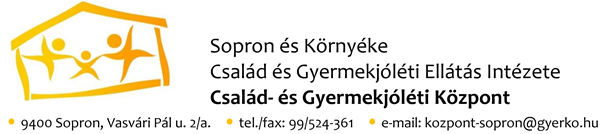 Sopron és Környéke
Család és Gyermekjóléti Ellátás Intézete
Család- és Gyermekjóléti Központ
• 9400 Sopron, Vasvári Pál u. 2/a. • tel./fax: 99/524-361 • e-mail: kozpont-sopron@gyerko.hu